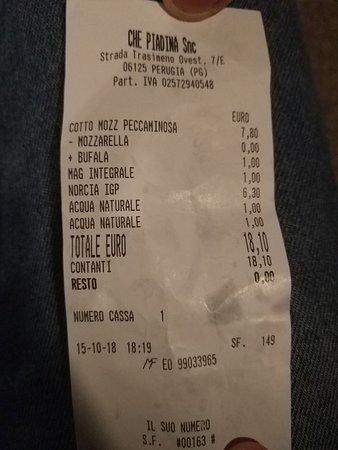 CHE PIADINA Snc
Strada Trasimeno Ovest, 7/E
06125 PERUGIA (PG)
Part. IVA 02572940548
EURO
COTTO MOZZ PECCAMINOSA 7,80
- MOZZARELLA 0,00
+ BUFALA 1,00
MAG INTEGRALE 1,00
NORCIA IGP 6,30
ACQUA NATURALE 1,00
ACQUA NATURALE 1,00
TOTALE EURO 18,10
CONTANTI 18,10
RESTO 0,00
NUMERO CASSA 1
15-10-18 18:19 SF. 149
MF EO 99033965
IL SUO NUMERO
S.F. #00163 #